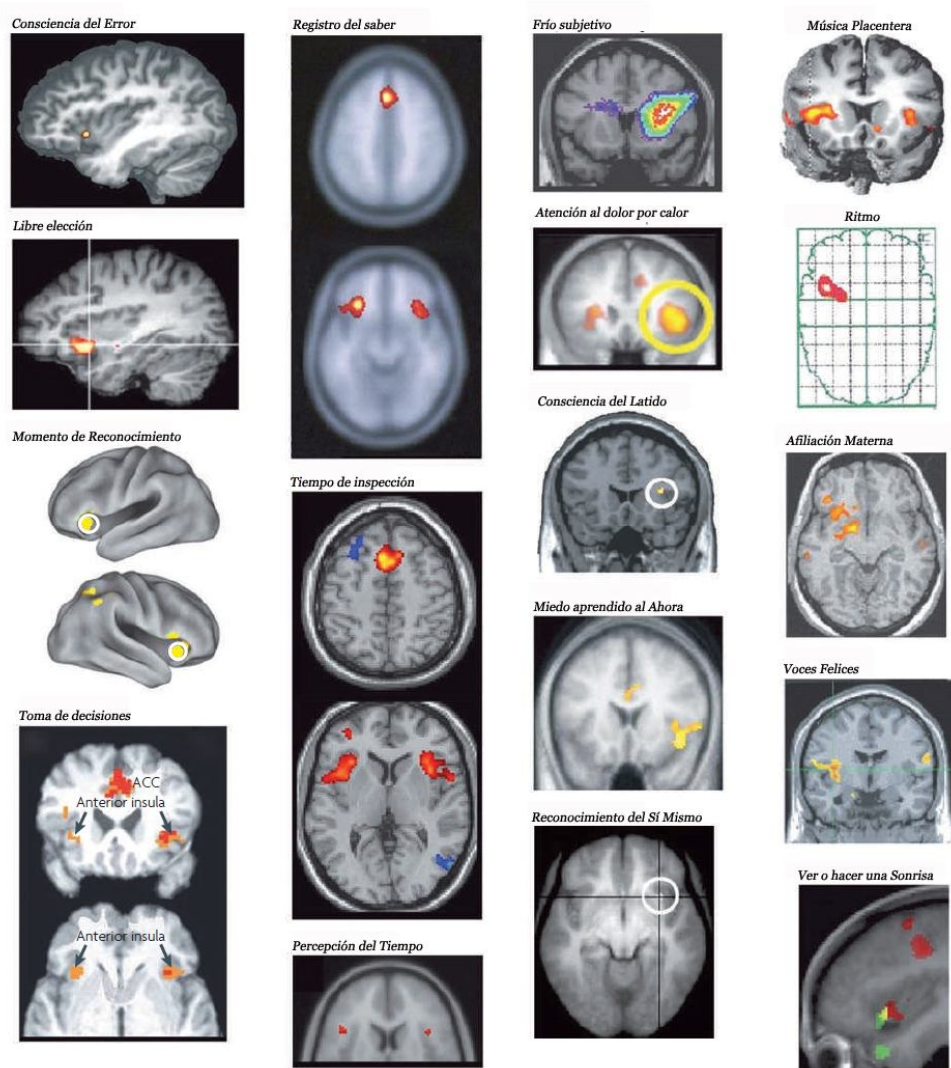 Consciencia del Error
Libre elección
Momento de Reconocimiento
Toma de decisiones
ACC
Anterior insula
Anterior insula
Registro del saber
Tiempo de inspección
Percepción del Tiempo
Frío subjetivo
Atención al dolor por calor
Consciencia del Latido
Miedo aprendido al Ahora
Reconocimiento del Sí Mismo
Música Placentera
Ritmo
Afiliación Materna
Voces Felices
Ver o hacer una Sonrisa